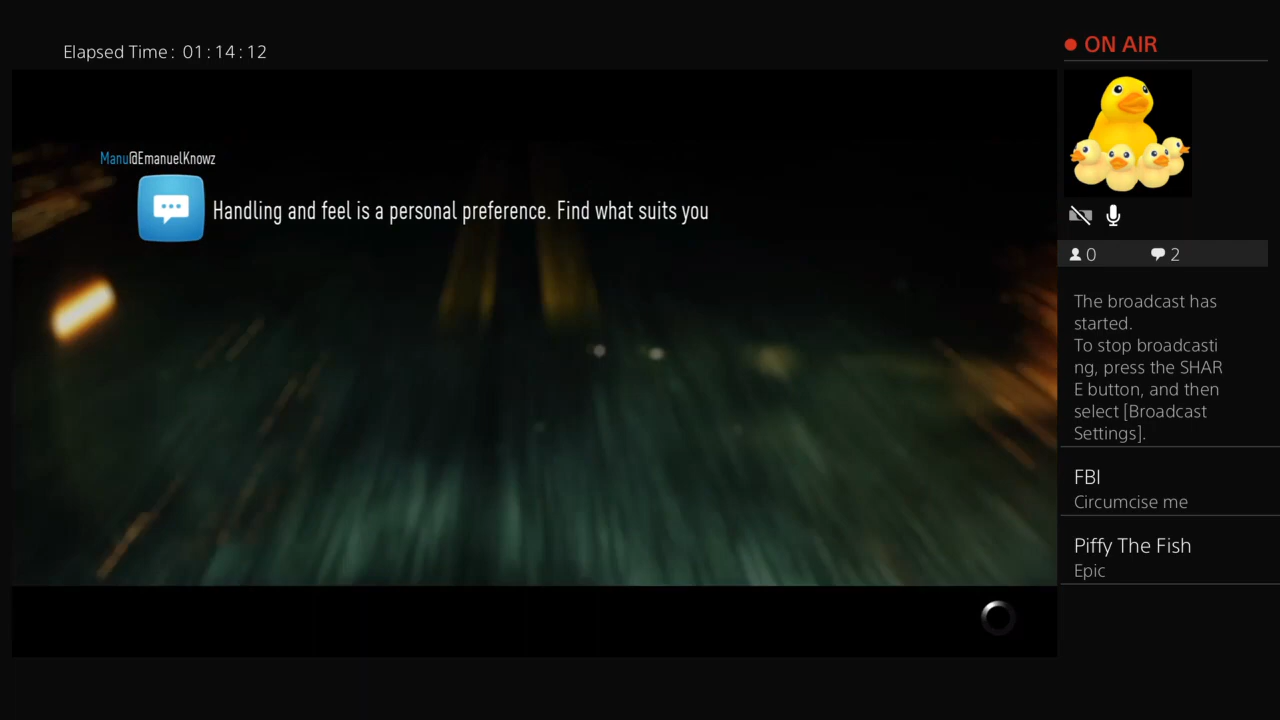 Elapsed Time: 01:14:12
ON AIR
Manu@EmanuelKnowz
Handling and feel is a personal preference. Find what suits you
0 2
The broadcast has
started.
To stop broadcasti
ng, press the SHAR
E button, and then
select [Broadcast
Settings].
FBI
Circumcise me
Piffy The Fish
Epic